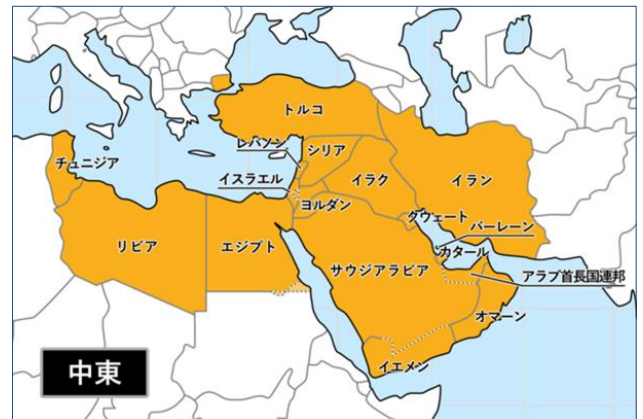 トルコ
レバノン
シリア
チュニジア
イスラエル
イラク
イラン
ヨルダン
クウェート
バーレーン
リビア
エジプト
カタール
サウジアラビア
アラブ首長国連邦
オマーン
イエメン
中東